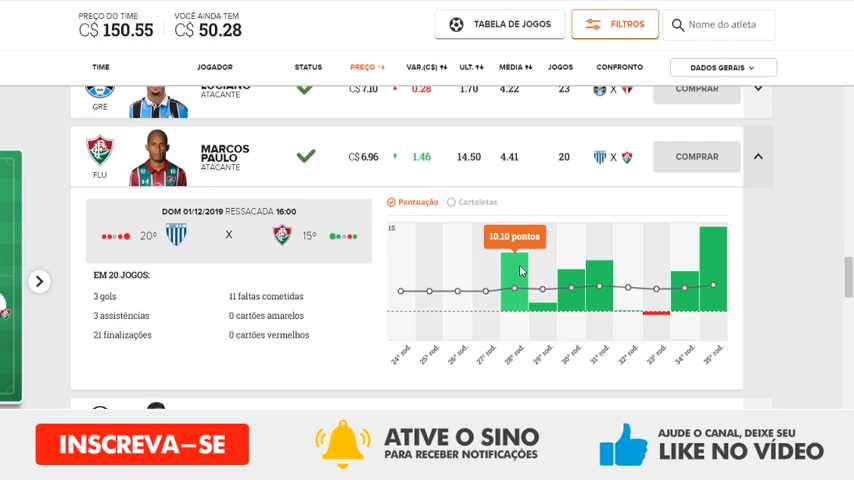 PREÇO DO TIME
C$ 150.55
VOCÊ AINDA TEM
C$ 50.28
TABELA DE JOGOS
FILTROS
Nome do atleta
TIME
JOGADOR
STATUS
PREÇO
VAR.(C$)
ULT.
MÉDIA
JOGOS
CONFRONTO
DADOS GERAIS
GRE
LUCIANO
ATACANTE
C$ 7.10
0.28
1.70
4.22
23
X
COMPRAR
FLU
MARCOS
PAULO
ATACANTE
C$ 6.96
1.46
14.50
4.41
20
X
COMPRAR
DOM 01/12/2019 RESSACADA 16:00
20º
X
15º
EM 20 JOGOS:
3 gols
11 faltas cometidas
3 assistências
0 cartões amarelos
21 finalizações
0 cartões vermelhos
Pontuação
Cartoletas
15
10.10 pontos
24ª rod.
25ª rod.
26ª rod.
27ª rod.
28ª rod.
29ª rod.
30ª rod.
31ª rod.
32ª rod.
33ª rod.
34ª rod.
35ª rod.
INSCREVA-SE
ATIVE O SINO
PARA RECEBER NOTIFICAÇÕES
AJUDE O CANAL, DEIXE SEU
LIKE NO VÍDEO